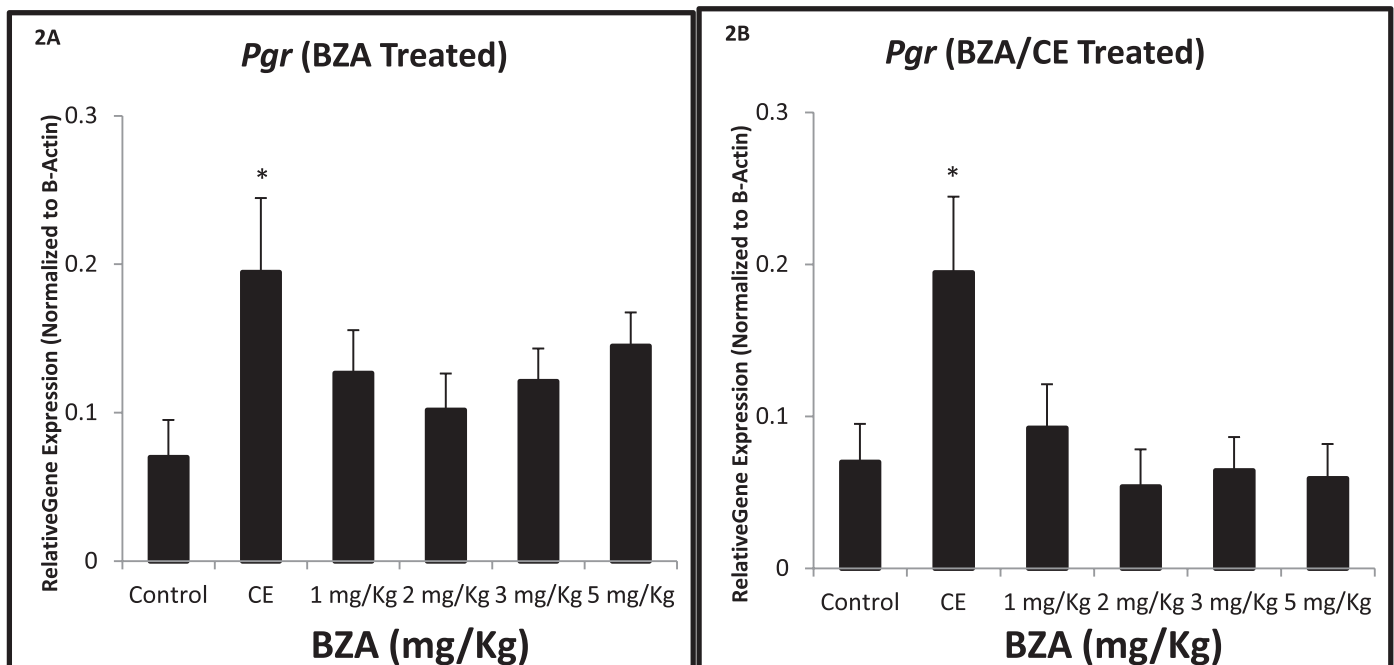 2A
Pgr (BZA Treated)
RelativeGene Expression (Normalized to B-Actin)
0.3
*
0.2
0.1
0
Control CE 1 mg/Kg 2 mg/Kg 3 mg/Kg 5 mg/Kg
BZA (mg/Kg)
2B
Pgr (BZA/CE Treated)
RelativeGene Expression (Normalized to B-Actin)
0.3
*
0.2
0.1
0
Control CE 1 mg/Kg 2 mg/Kg 3 mg/Kg 5 mg/Kg
BZA (mg/Kg)